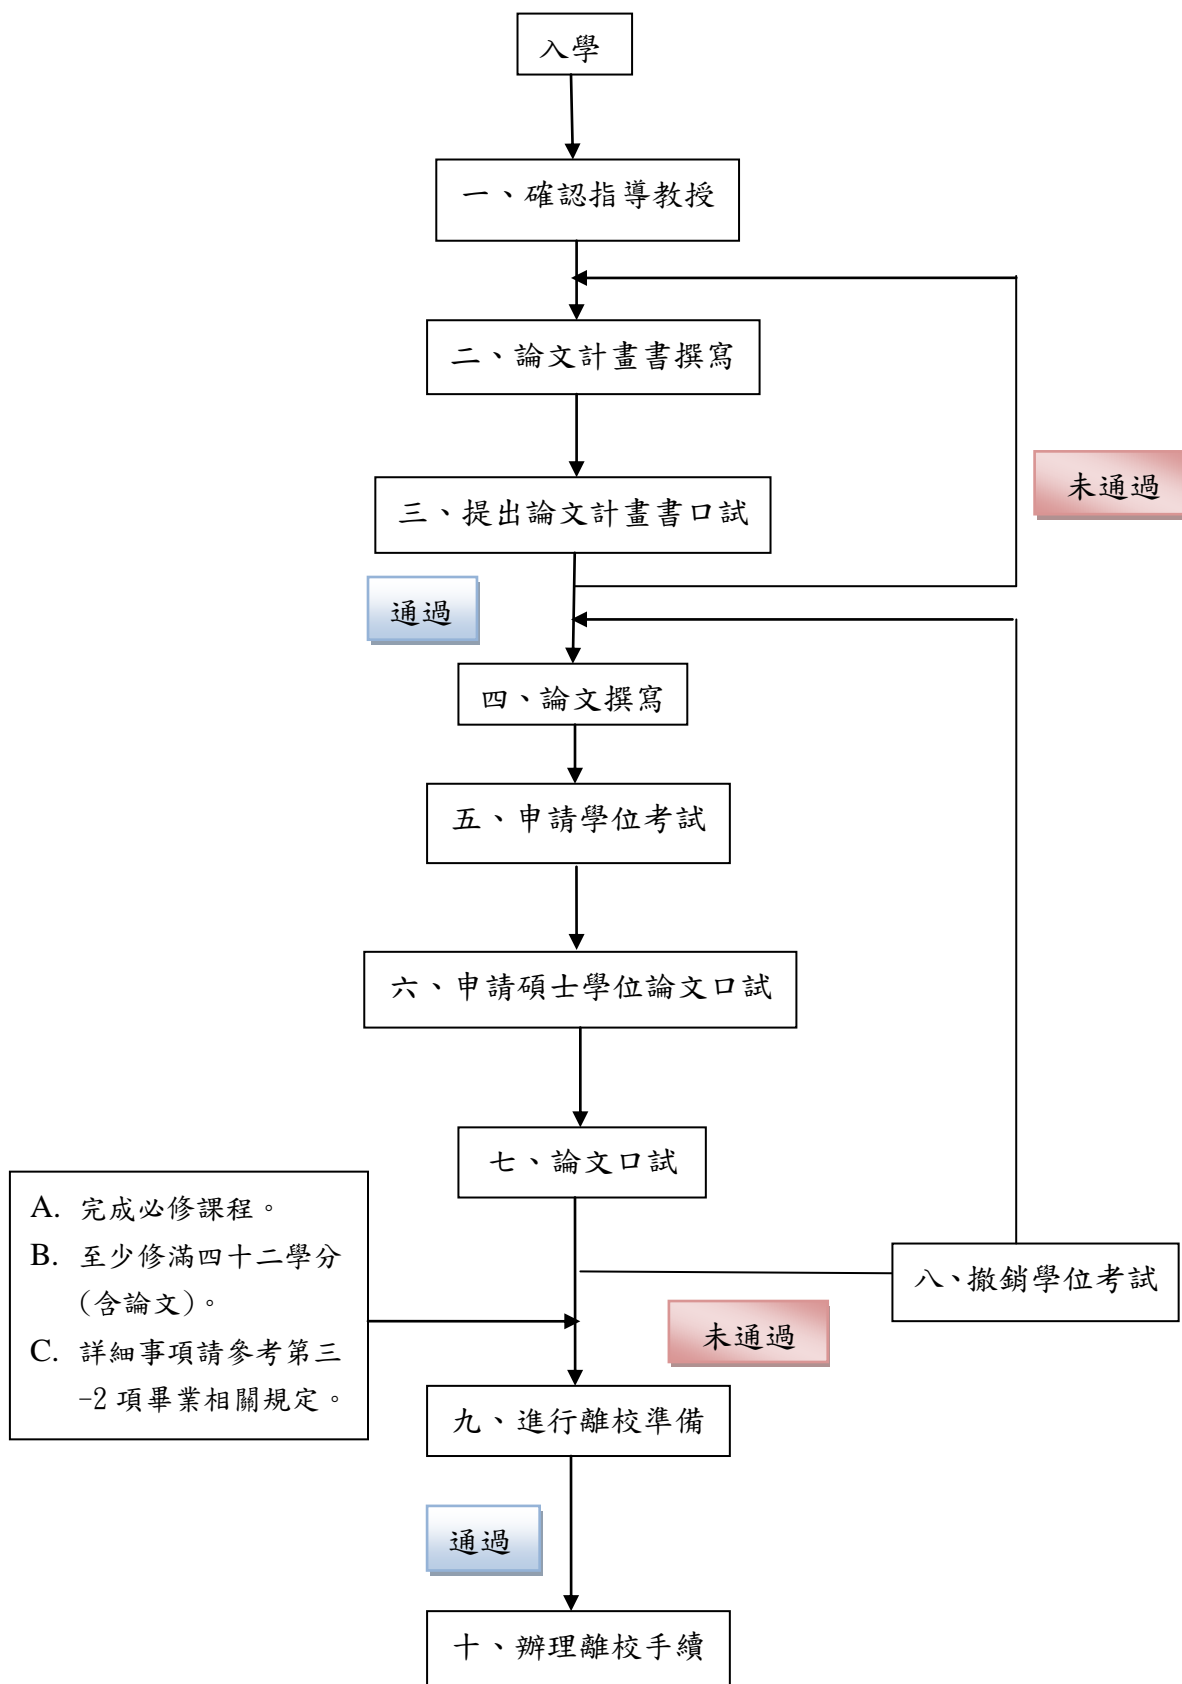 入學
一、確認指導教授
二、論文計畫書撰寫
未通過
三、提出論文計畫書口試
通過
四、論文撰寫
五、申請學位考試
六、申請碩士學位論文口試
七、論文口試
A. 完成必修課程。
B. 至少修滿四十二學分
(含論文)。
C. 詳細事項請參考第三
-2 項畢業相關規定。
八、撤銷學位考試
未通過
九、進行離校準備
通過
十、辦理離校手續